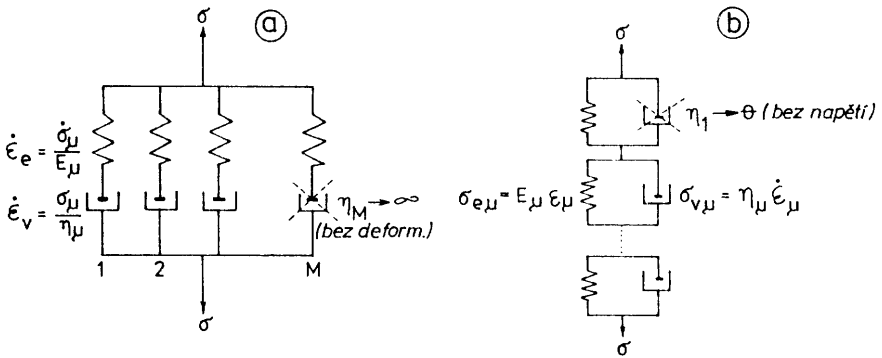 σ
ⓐ
ε̇e = σ̇μ / Eμ
ε̇v = σμ / ημ
ηM → ∞
(bez deform.)
1 2 M
σ
ⓑ
σ
η1 → 0 (bez napětí)
σeμ = Eμ εμ
σvμ = ημ ε̇μ
σ